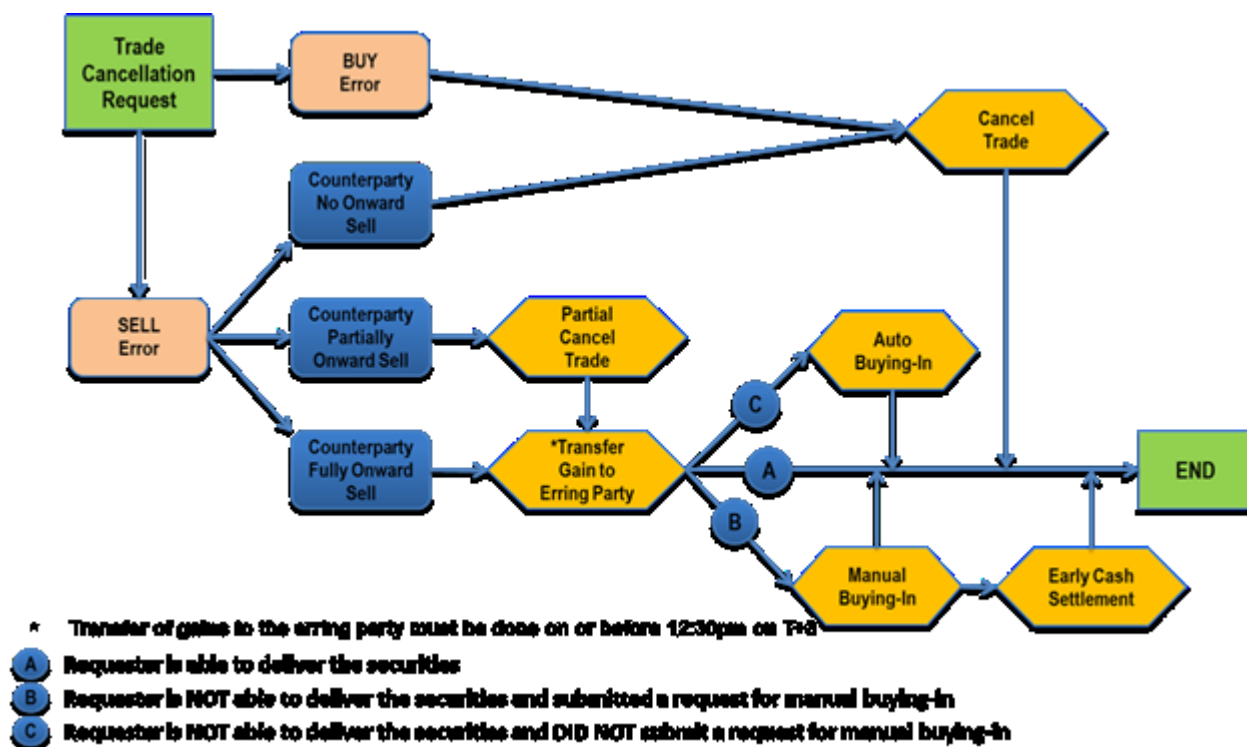 Trade
Cancellation
Request
BUY
Error
Cancel
Trade
Counterparty
No Onward
Sell
SELL
Error
Counterparty
Partially
Onward Sell
Partial
Cancel
Trade
Auto
Buying-In
C
Counterparty
Fully Onward
Sell
*Transfer
Gain to
Erring Party
A
END
B
Manual
Buying-In
Early Cash
Settlement
* Transfer of gains to the erring party must be done on or before 12:30pm on
A Requester is able to deliver the securities
B Requester is NOT able to deliver the securities and submitted a request for manual buying-in
C Requester is NOT able to deliver the securities and DID NOT submit a request for manual buying-in